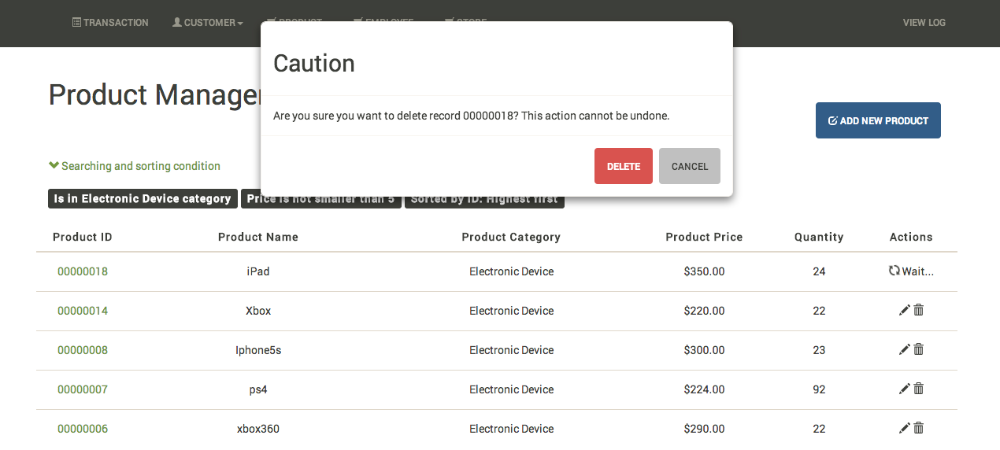 TRANSACTION CUSTOMER PRODUCT EMPLOYEE STORE VIEW LOG
Caution
Product Manage
Are you sure you want to delete record 00000018? This action cannot be undone.
ADD NEW PRODUCT
DELETE CANCEL
Searching and sorting condition
Is in Electronic Device category Price is not smaller than 5 Sorted by ID: Highest first
Product ID Product Name Product Category Product Price Quantity Actions
00000018 iPad Electronic Device $350.00 24 Wait...
00000014 Xbox Electronic Device $220.00 22
00000008 Iphone5s Electronic Device $300.00 23
00000007 ps4 Electronic Device $224.00 92
00000006 xbox360 Electronic Device $290.00 22